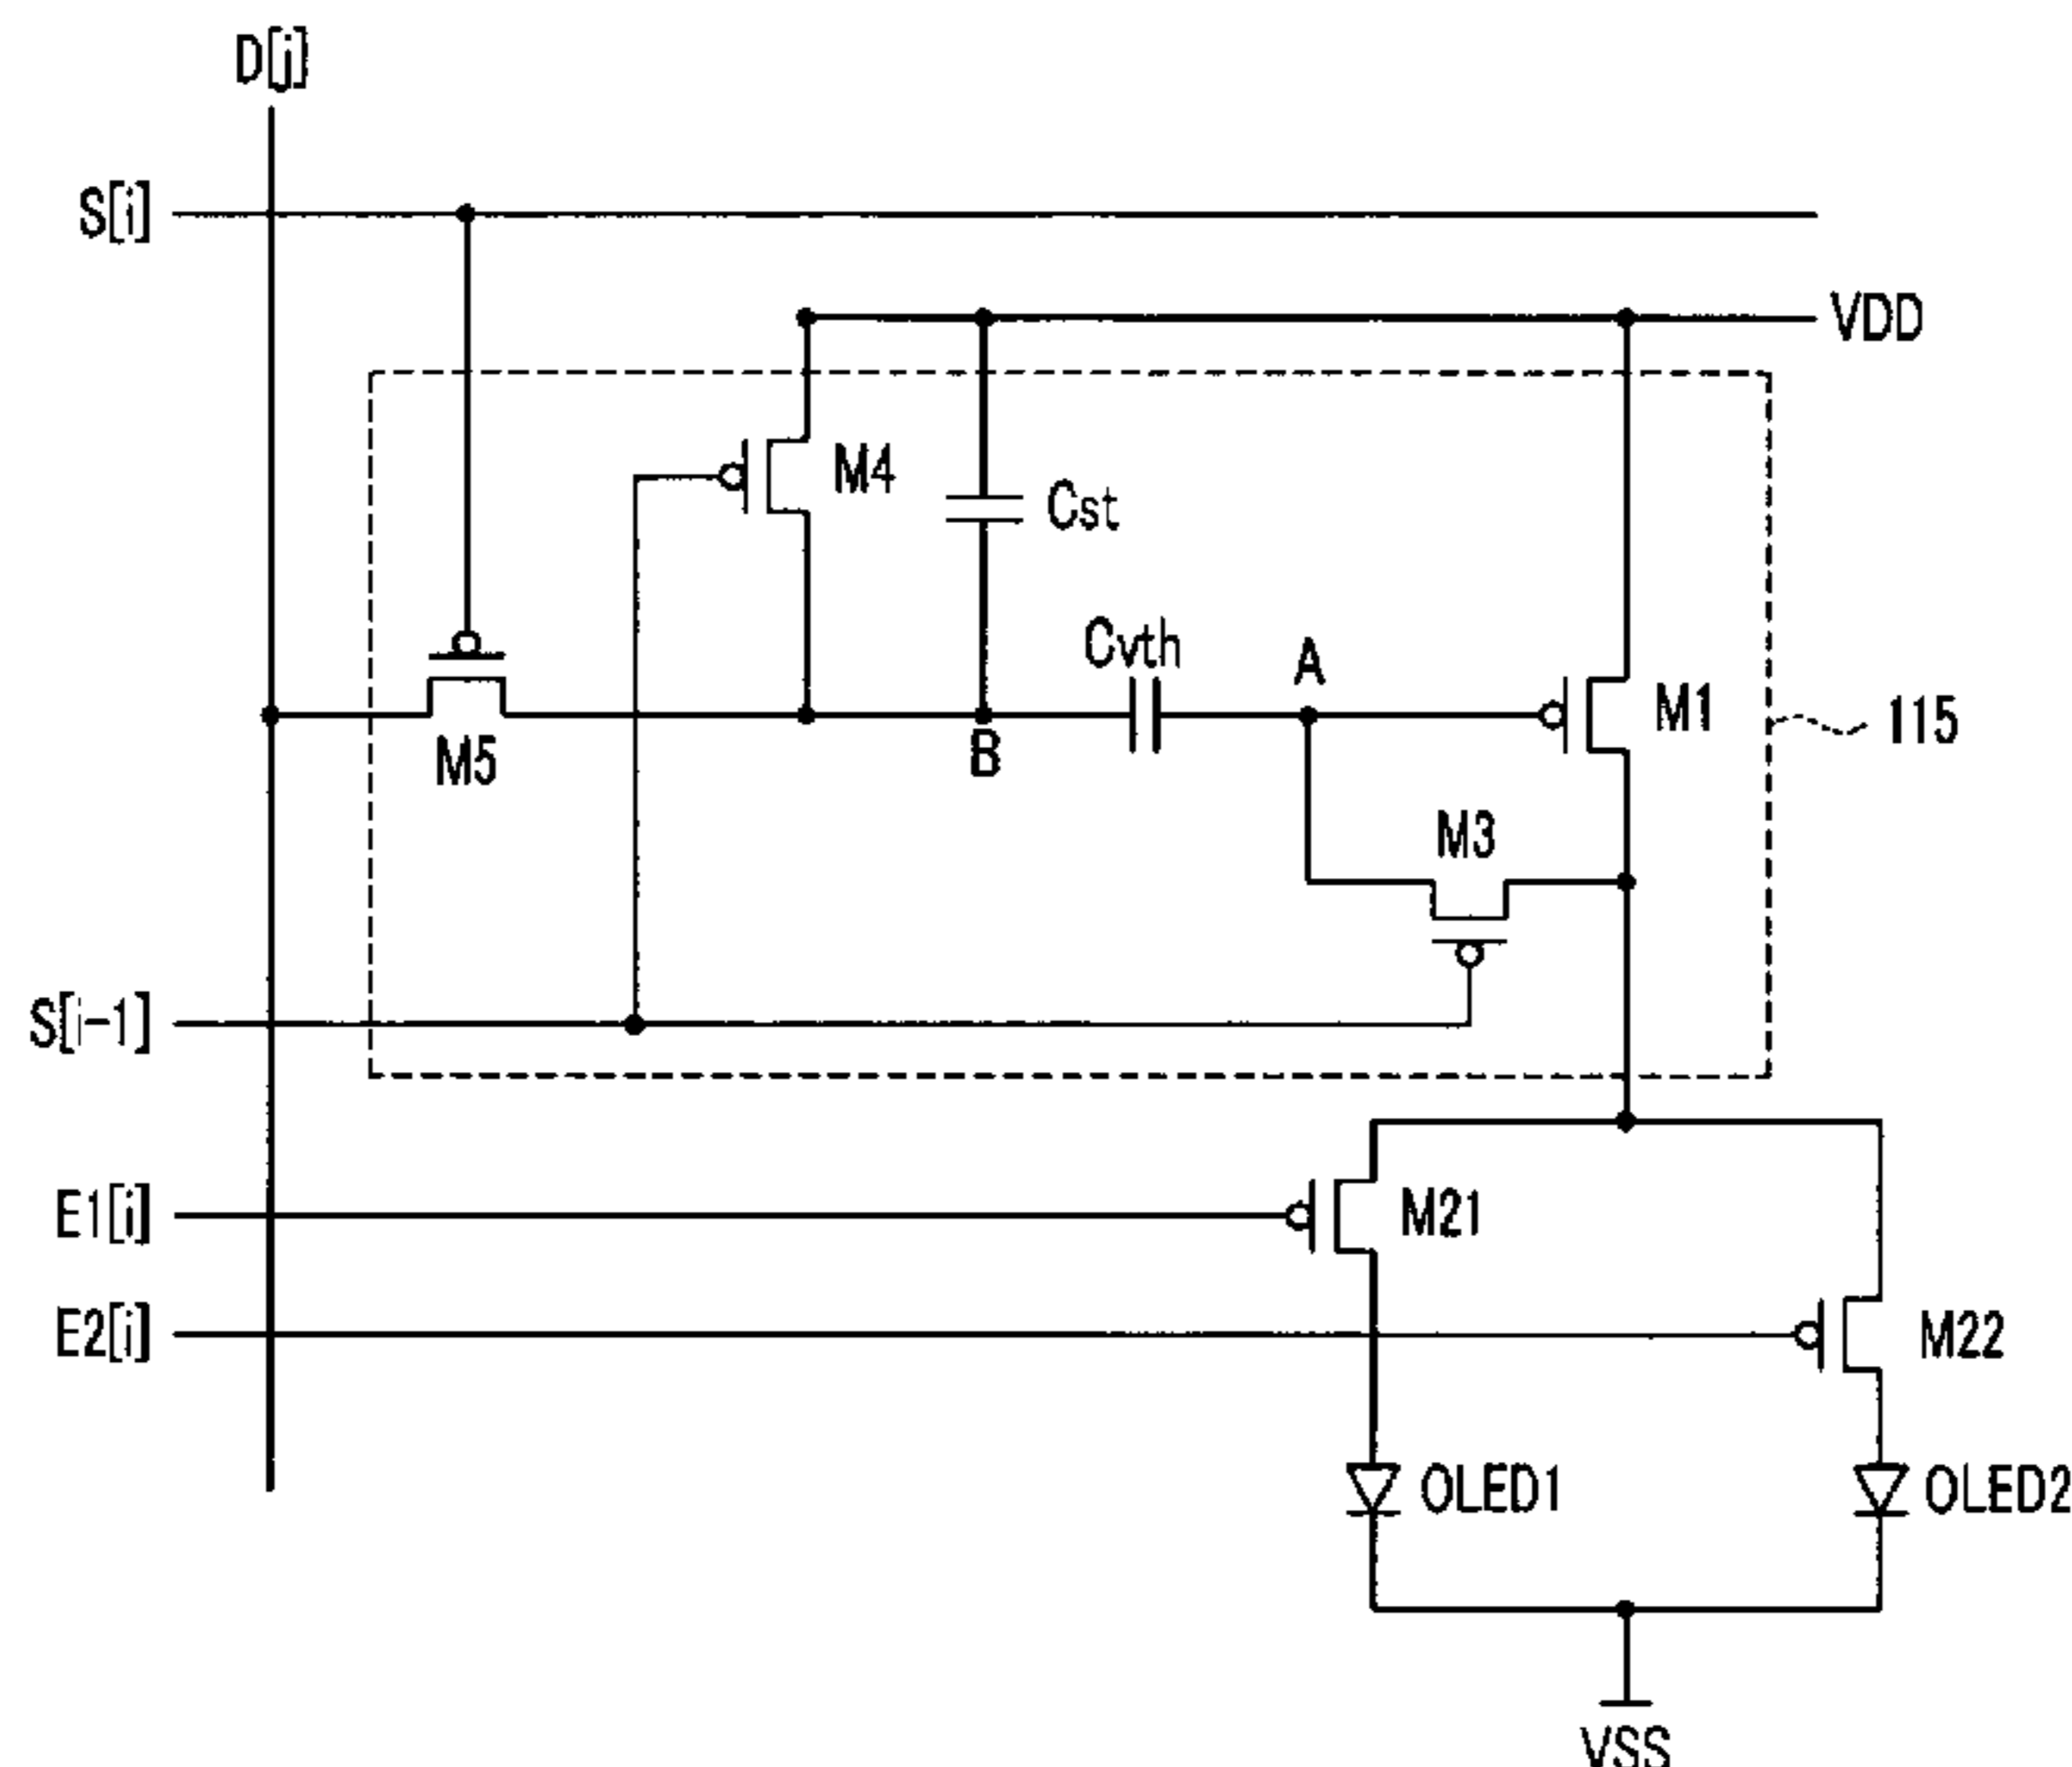 D[j]
S[i]
VDD
M4
Cst
Cvth
A
M1
115
M5
B
M3
S[i-1]
E1[i]
M21
E2[i]
M22
OLED1
OLED2
VSS